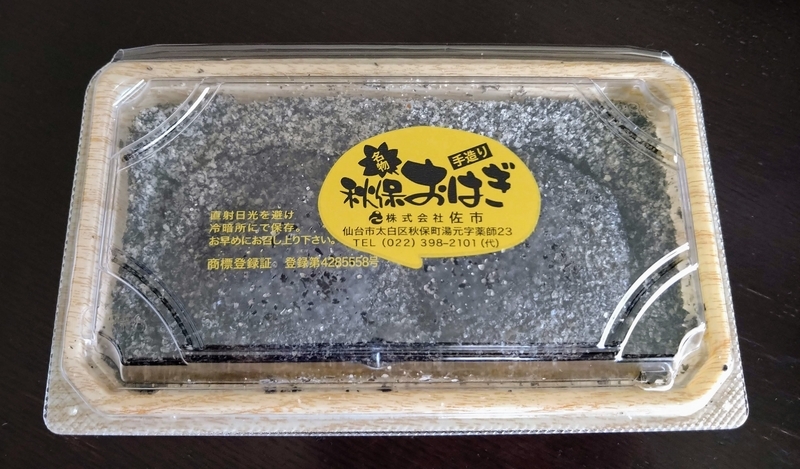 名物
手造り
秋保おはぎ
株式会社佐市
仙台市太白区秋保町湯元字薬師23
TEL (022) 398-2101 (代)
直射日光を避け
冷暗所にて保存。
お早めにお召し上り下さい。
商標登録証 登録第4285558号